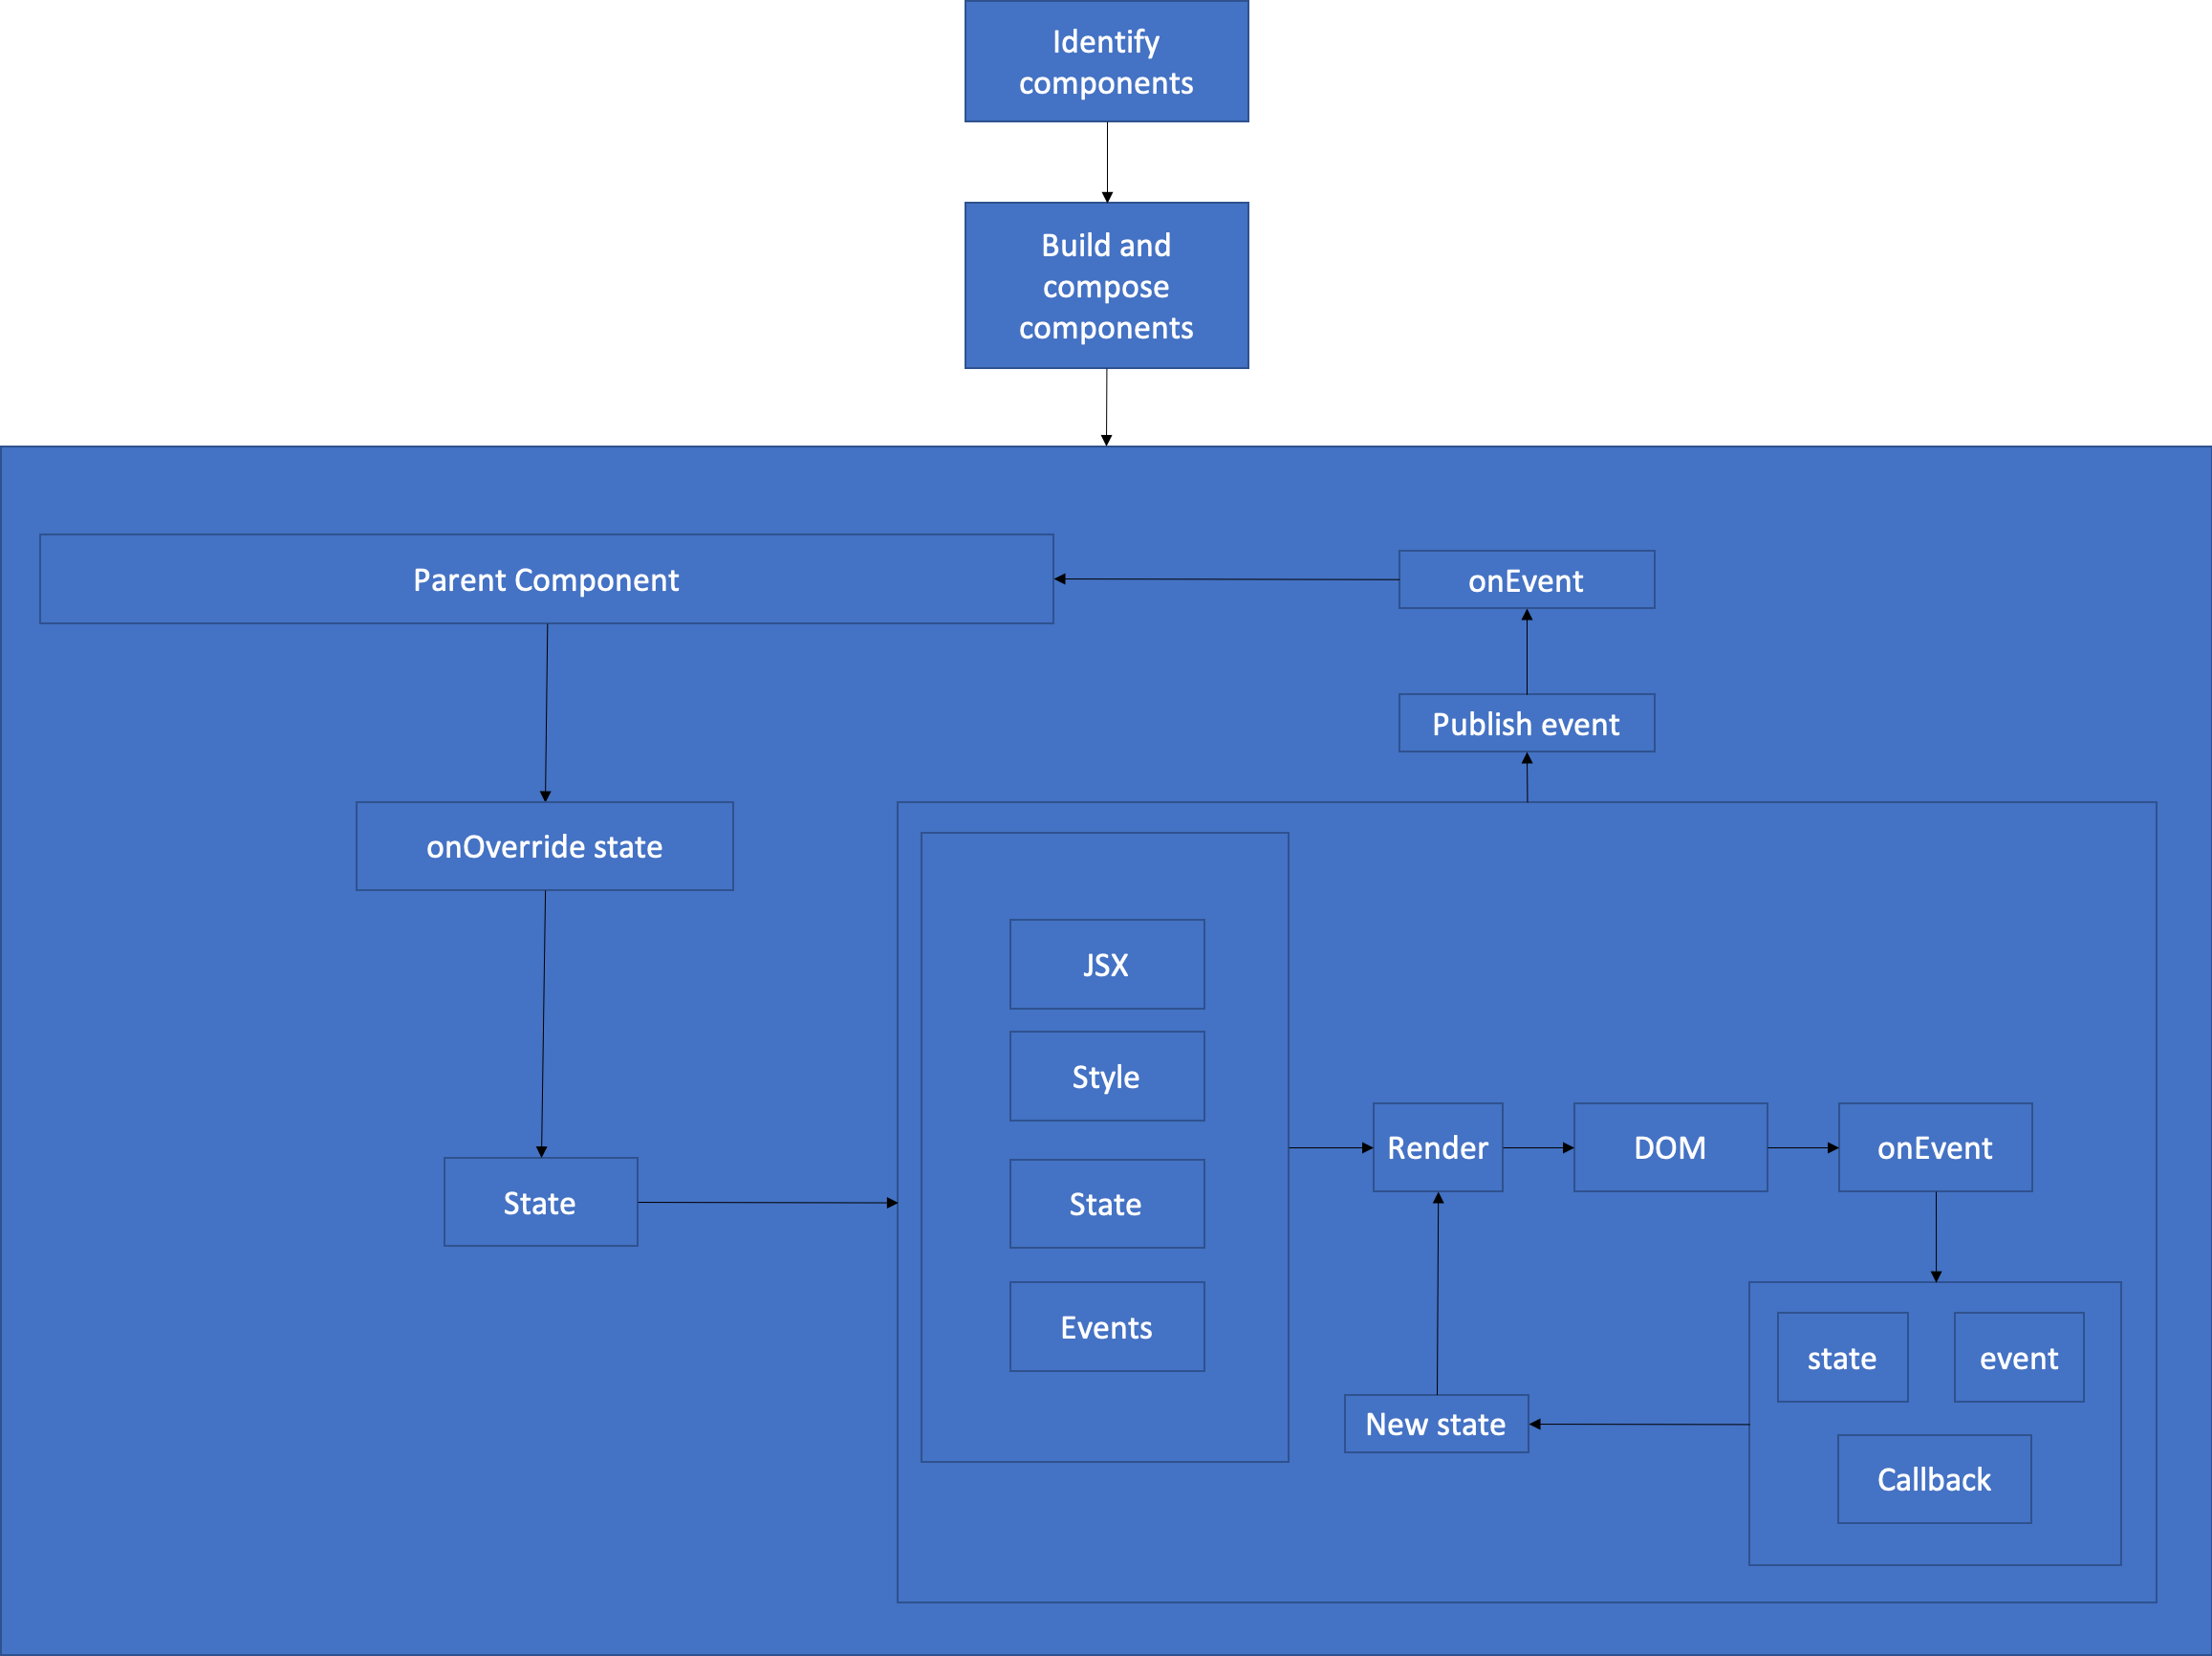 Identify
components
Build and
compose
components
Parent Component
onEvent
Publish event
onOverride state
JSX
Style
State
Render
DOM
onEvent
State
Events
state
event
New state
Callback